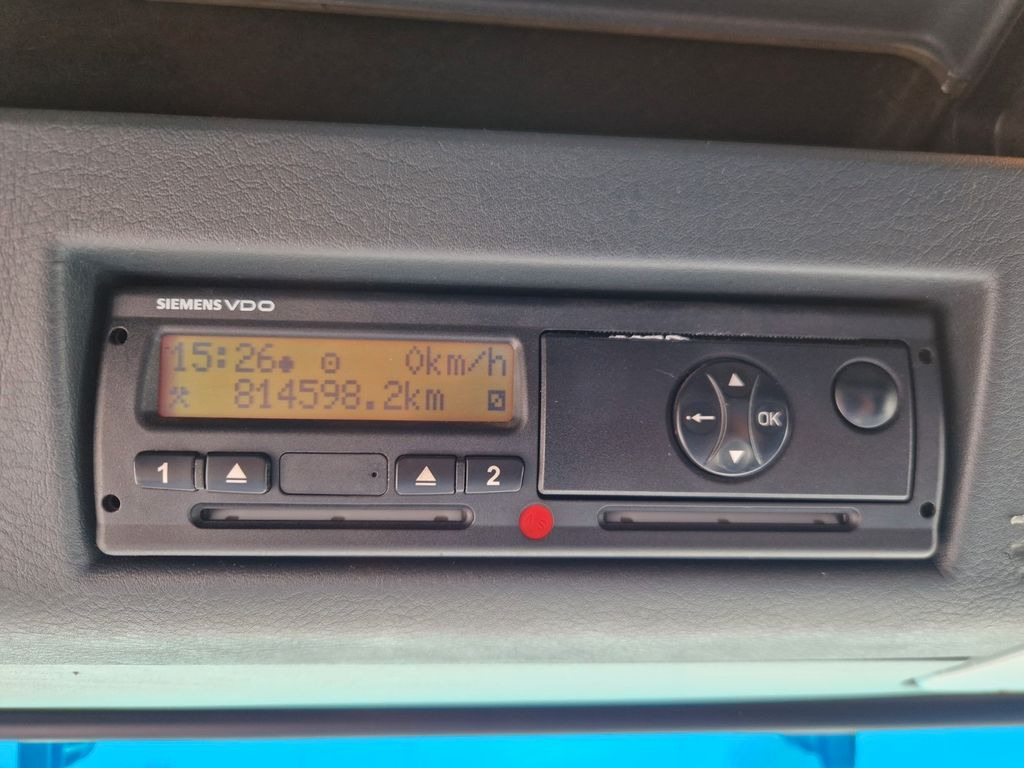 SIEMENS VDO
15:26 0km/h
814598.2km
1 2
OK